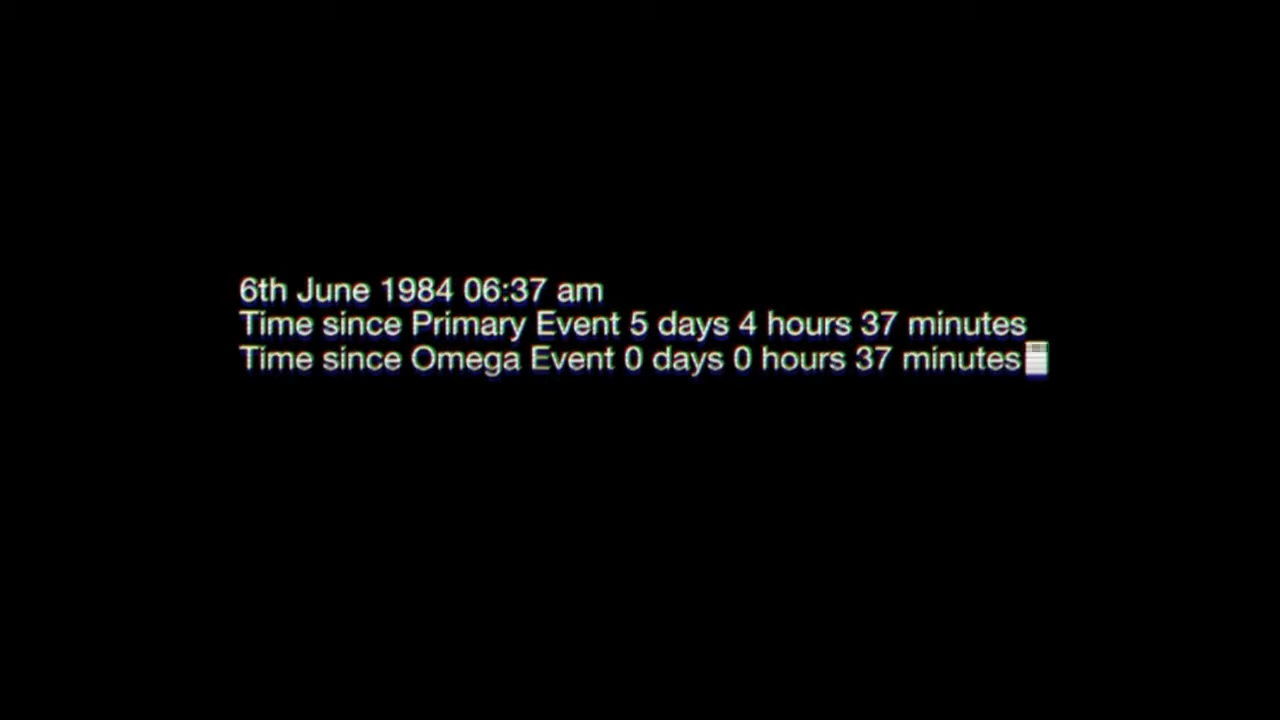 6th June 1984 06:37 am
Time since Primary Event 5 days 4 hours 37 minutes
Time since Omega Event 0 days 0 hours 37 minutes